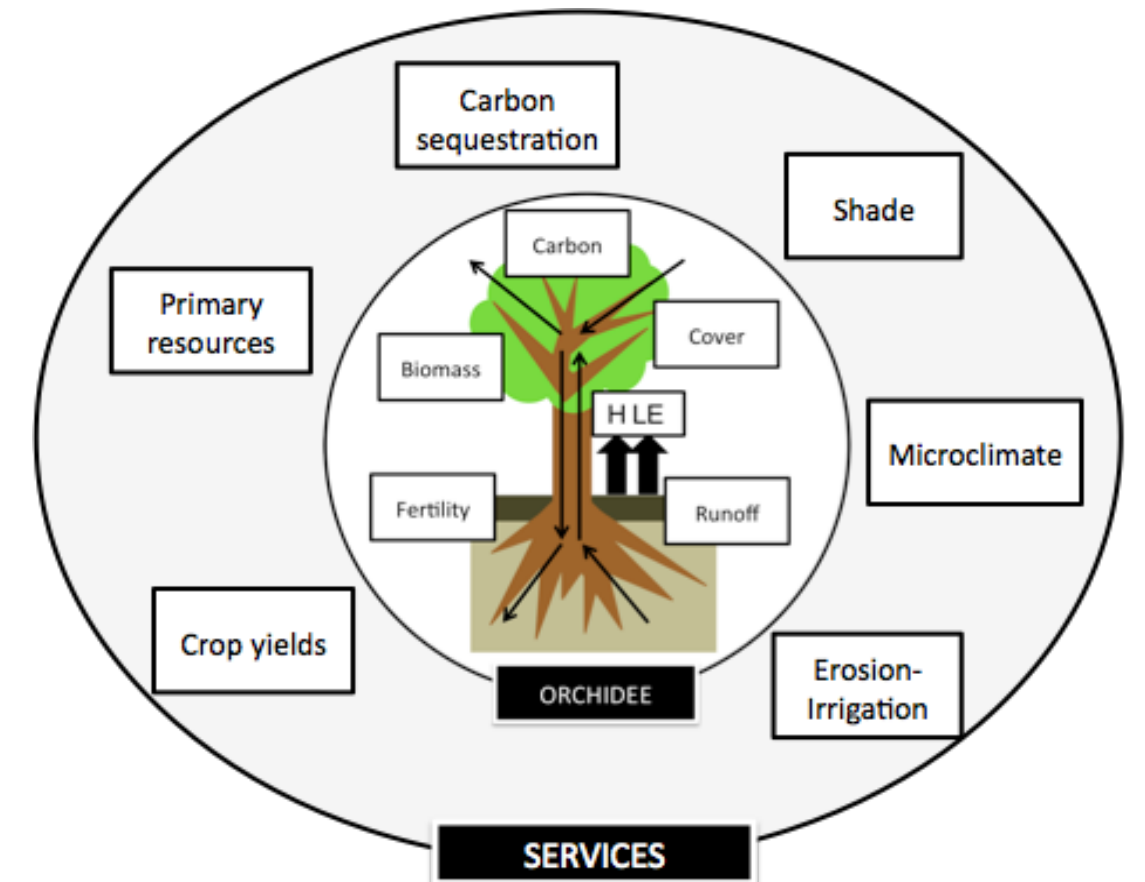 Carbon
sequestration
Shade
Primary
resources
Microclimate
Crop yields
Erosion-
Irrigation
Carbon
Cover
Biomass
H LE
Fertility
Runoff
ORCHIDEE
SERVICES